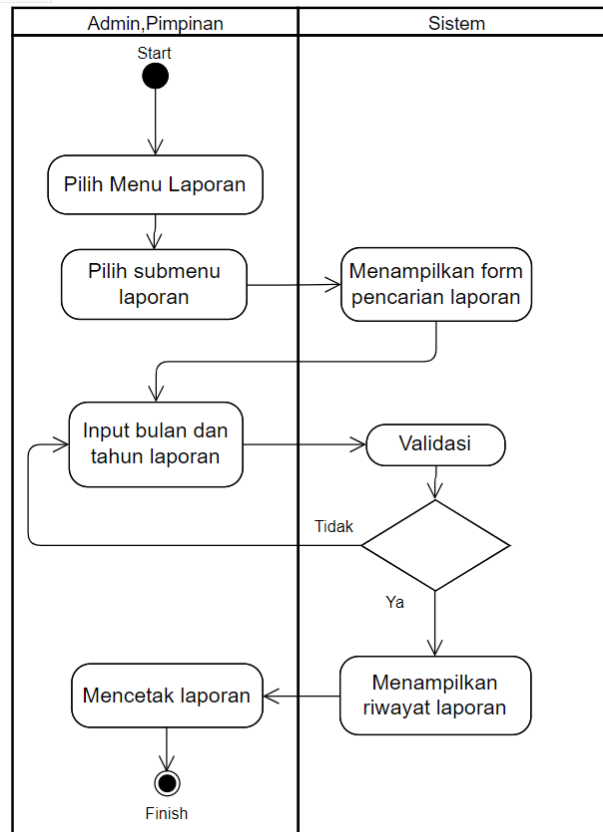 Admin,Pimpinan
Sistem
Start
Pilih Menu Laporan
Pilih submenu
laporan
Menampilkan form
pencarian laporan
Input bulan dan
tahun laporan
Validasi
Tidak
Ya
Menampilkan
riwayat laporan
Mencetak laporan
Finish